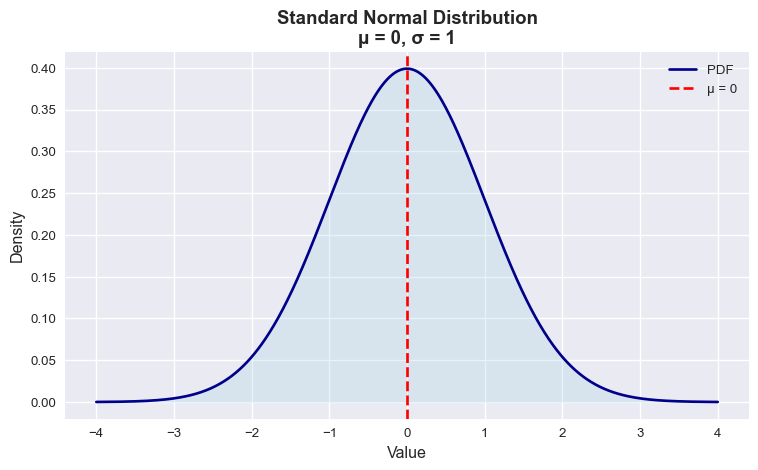 Standard Normal Distribution
μ = 0, σ = 1
PDF
μ = 0
Density
0.40
0.35
0.30
0.25
0.20
0.15
0.10
0.05
0.00
−4 −3 −2 −1 0 1 2 3 4
Value